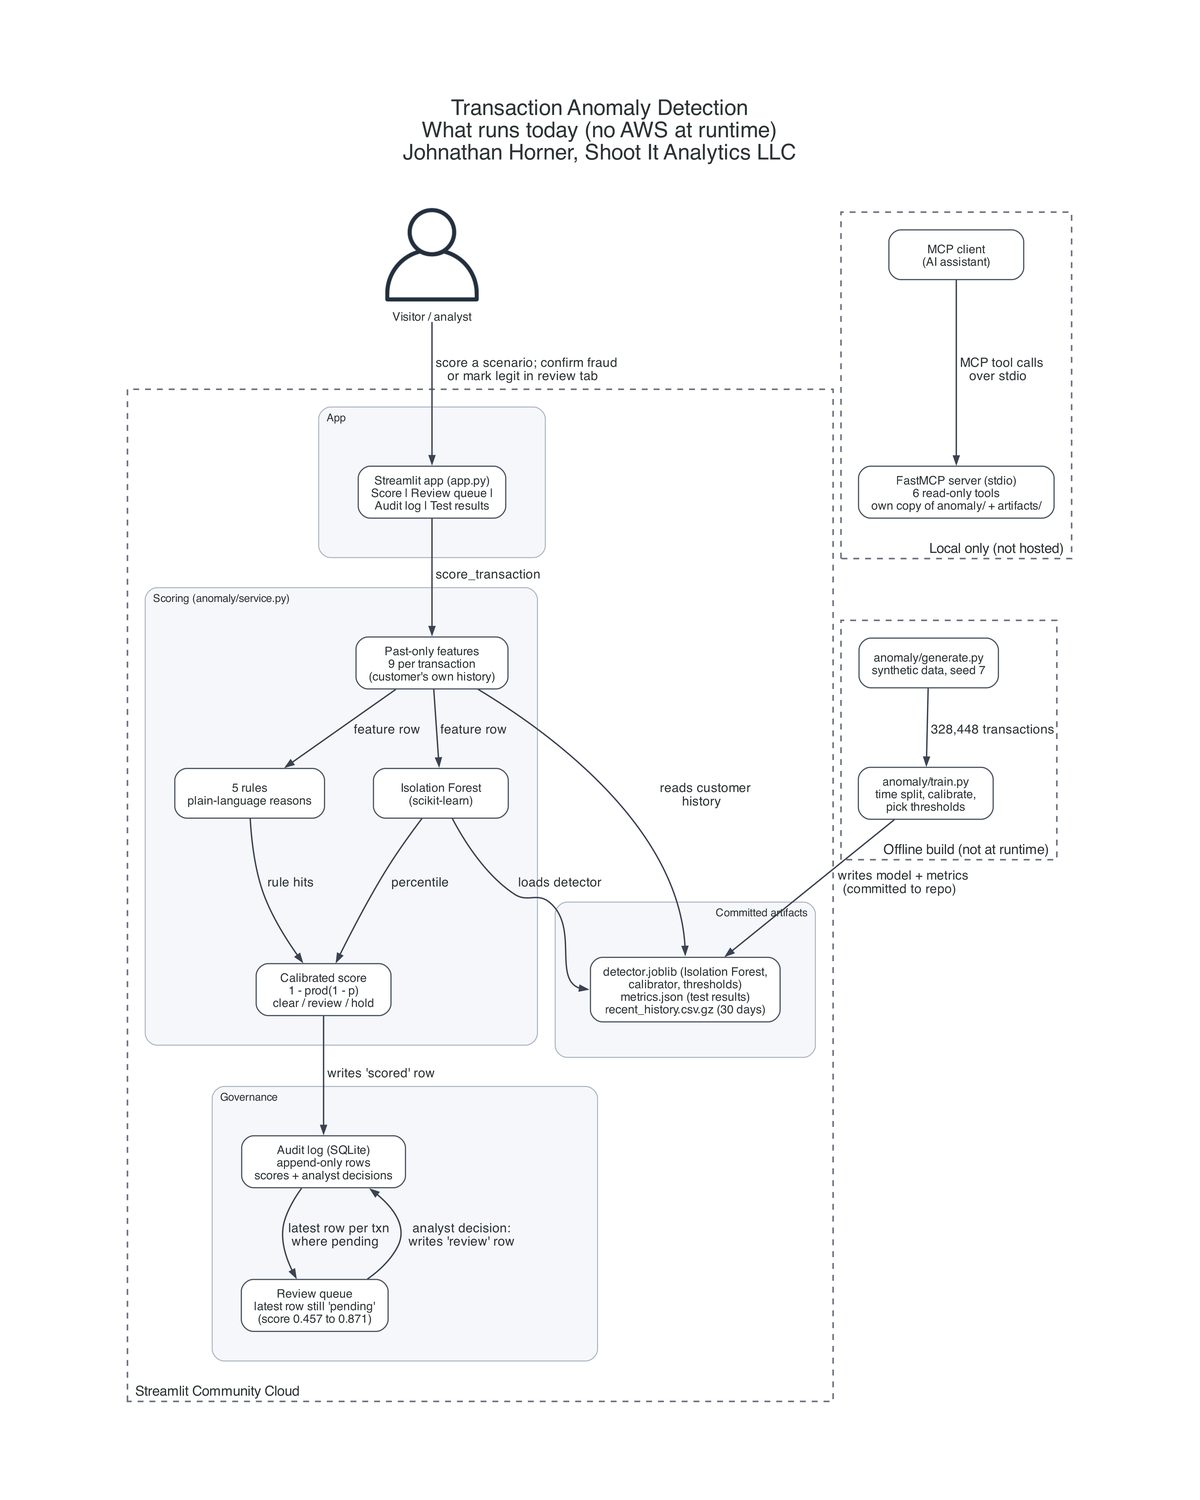 Transaction Anomaly Detection
What runs today (no AWS at runtime)
Johnathan Horner, Shoot It Analytics LLC
Visitor / analyst
score a scenario; confirm fraud
or mark legit in review tab
MCP client
(AI assistant)
MCP tool calls
over stdio
FastMCP server (stdio)
6 read-only tools
own copy of anomaly/ + artifacts/
Local only (not hosted)
App
Streamlit app (app.py)
Score | Review queue |
Audit log | Test results
score_transaction
Scoring (anomaly/service.py)
Past-only features
9 per transaction
(customer's own history)
feature row
feature row
reads customer
history
5 rules
plain-language reasons
Isolation Forest
(scikit-learn)
rule hits
percentile
loads detector
anomaly/generate.py
synthetic data, seed 7
328,448 transactions
anomaly/train.py
time split, calibrate,
pick thresholds
Offline build (not at runtime)
writes model + metrics
(committed to repo)
Committed artifacts
detector.joblib (Isolation Forest,
calibrator, thresholds)
metrics.json (test results)
recent_history.csv.gz (30 days)
Calibrated score
1 - prod(1 - p)
clear / review / hold
writes 'scored' row
Governance
Audit log (SQLite)
append-only rows
scores + analyst decisions
latest row per txn
where pending
analyst decision:
writes 'review' row
Review queue
latest row still 'pending'
(score 0.457 to 0.871)
Streamlit Community Cloud